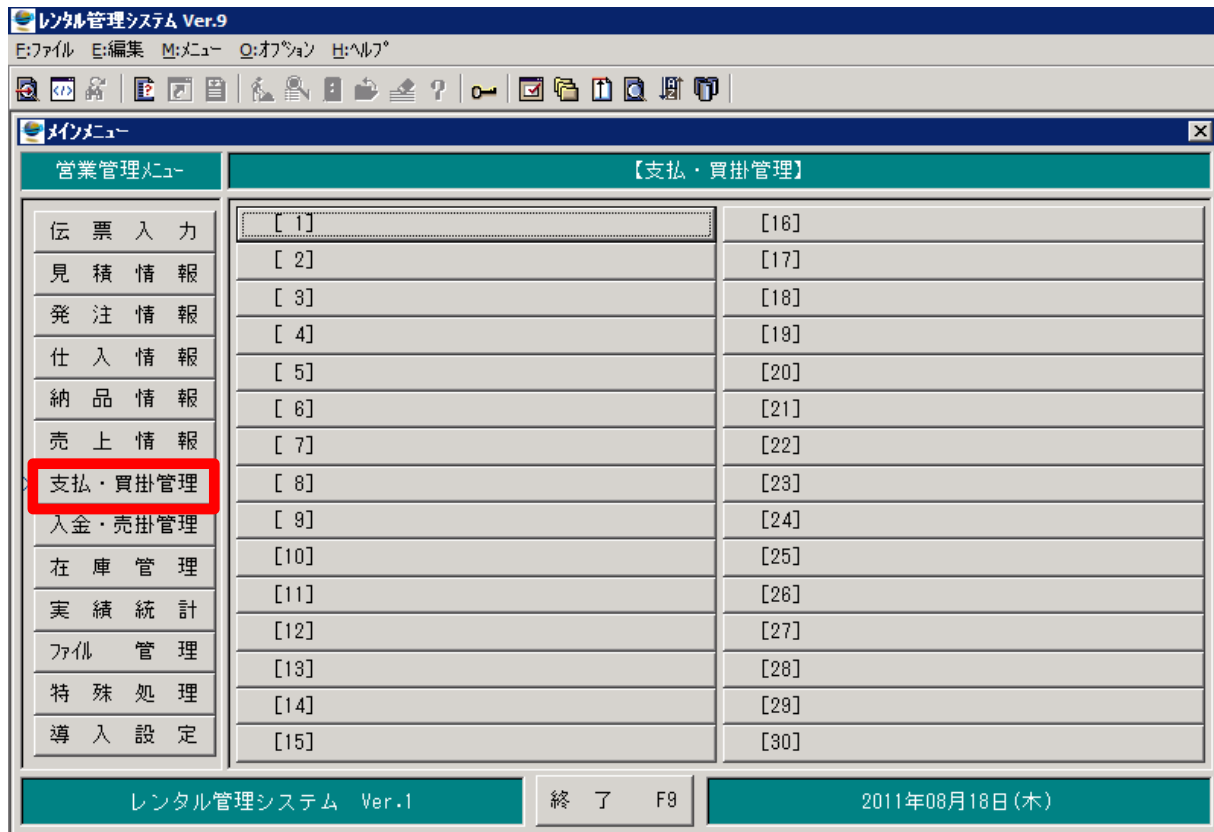 レンタル管理システム Ver.9
F:ファイル E:編集 M:メニュー O:オプション H:ヘルプ
メインメニュー
営業管理メニュー
【支払・買掛管理】
伝票入力
見積情報
発注情報
仕入情報
納品情報
売上情報
支払・買掛管理
入金・売掛管理
在庫管理
実績統計
ファイル 管理
特殊処理
導入設定
[ 1]
[ 2]
[ 3]
[ 4]
[ 5]
[ 6]
[ 7]
[ 8]
[ 9]
[10]
[11]
[12]
[13]
[14]
[15]
[16]
[17]
[18]
[19]
[20]
[21]
[22]
[23]
[24]
[25]
[26]
[27]
[28]
[29]
[30]
レンタル管理システム Ver.1
終 了 F9
2011年08月18日(木)